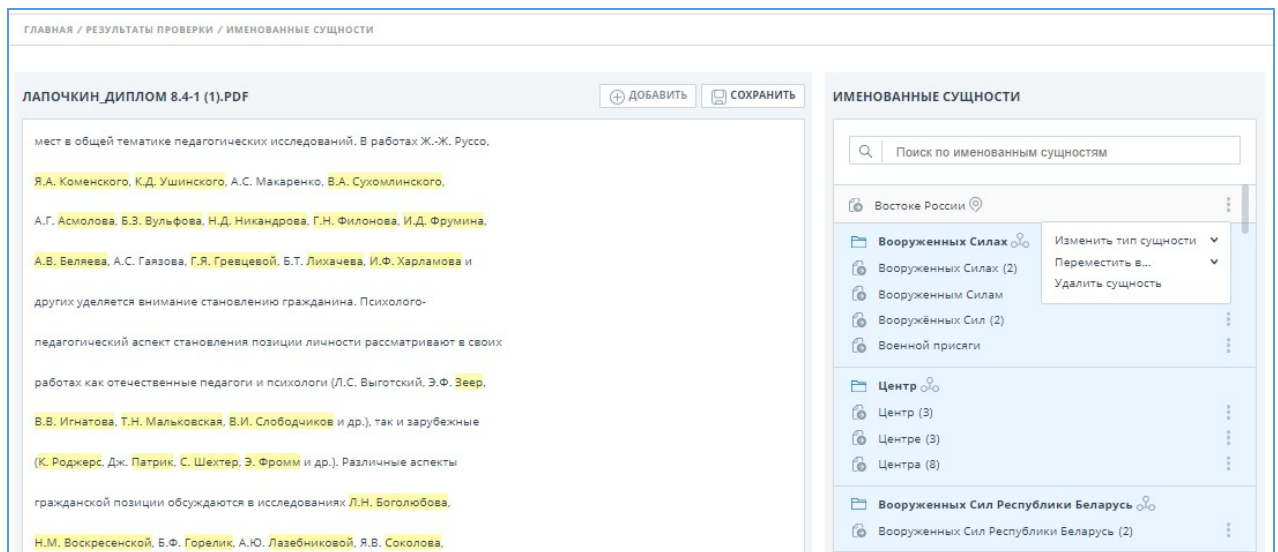 ГЛАВНАЯ / РЕЗУЛЬТАТЫ ПРОВЕРКИ / ИМЕНОВАННЫЕ СУЩНОСТИ
ЛАПОЧКИН_ДИПЛОМ 8.4-1 (1).PDF
ДОБАВИТЬ
СОХРАНИТЬ
мест в общей тематике педагогических исследований. В работах Ж.-Ж. Руссо,
Я.А. Коменского, К.Д. Ушинского, А.С. Макаренко, В.А. Сухомлинского,
А.Г. Асмолова, Б.З. Вульфова, Н.Д. Никандрова, Г.Н. Филонова, И.Д. Фрумина,
А.В. Беляева, А.С. Гаязова, Г.Я. Гревцевой, Б.Т. Лихачева, И.Ф. Харламова и
других уделяется внимание становлению гражданина. Психолого-
педагогический аспект становления позиции личности рассматривают в своих
работах как отечественные педагоги и психологи (Л.С. Выготский, Э.Ф. Зеер,
В.В. Игнатова, Т.Н. Мальковская, В.И. Слободчиков и др.), так и зарубежные
(К. Роджерс, Дж. Патрик, С. Шехтер, Э. Фромм и др.). Различные аспекты
гражданской позиции обсуждаются в исследованиях Л.Н. Боголюбова,
Н.М. Воскресенской, Б.Ф. Горелик, А.Ю. Лазебниковой, Я.В. Соколова,
ИМЕНОВАННЫЕ СУЩНОСТИ
Поиск по именованным сущностям
Востоке России
Вооруженных Силах
Вооруженных Силах (2)
Вооруженным Силам
Вооружённых Сил (2)
Военной присяги
Изменить тип сущности
Переместить в...
Удалить сущность
Центр
Центр (3)
Центре (3)
Центра (8)
Вооруженных Сил Республики Беларусь
Вооруженных Сил Республики Беларусь (2)